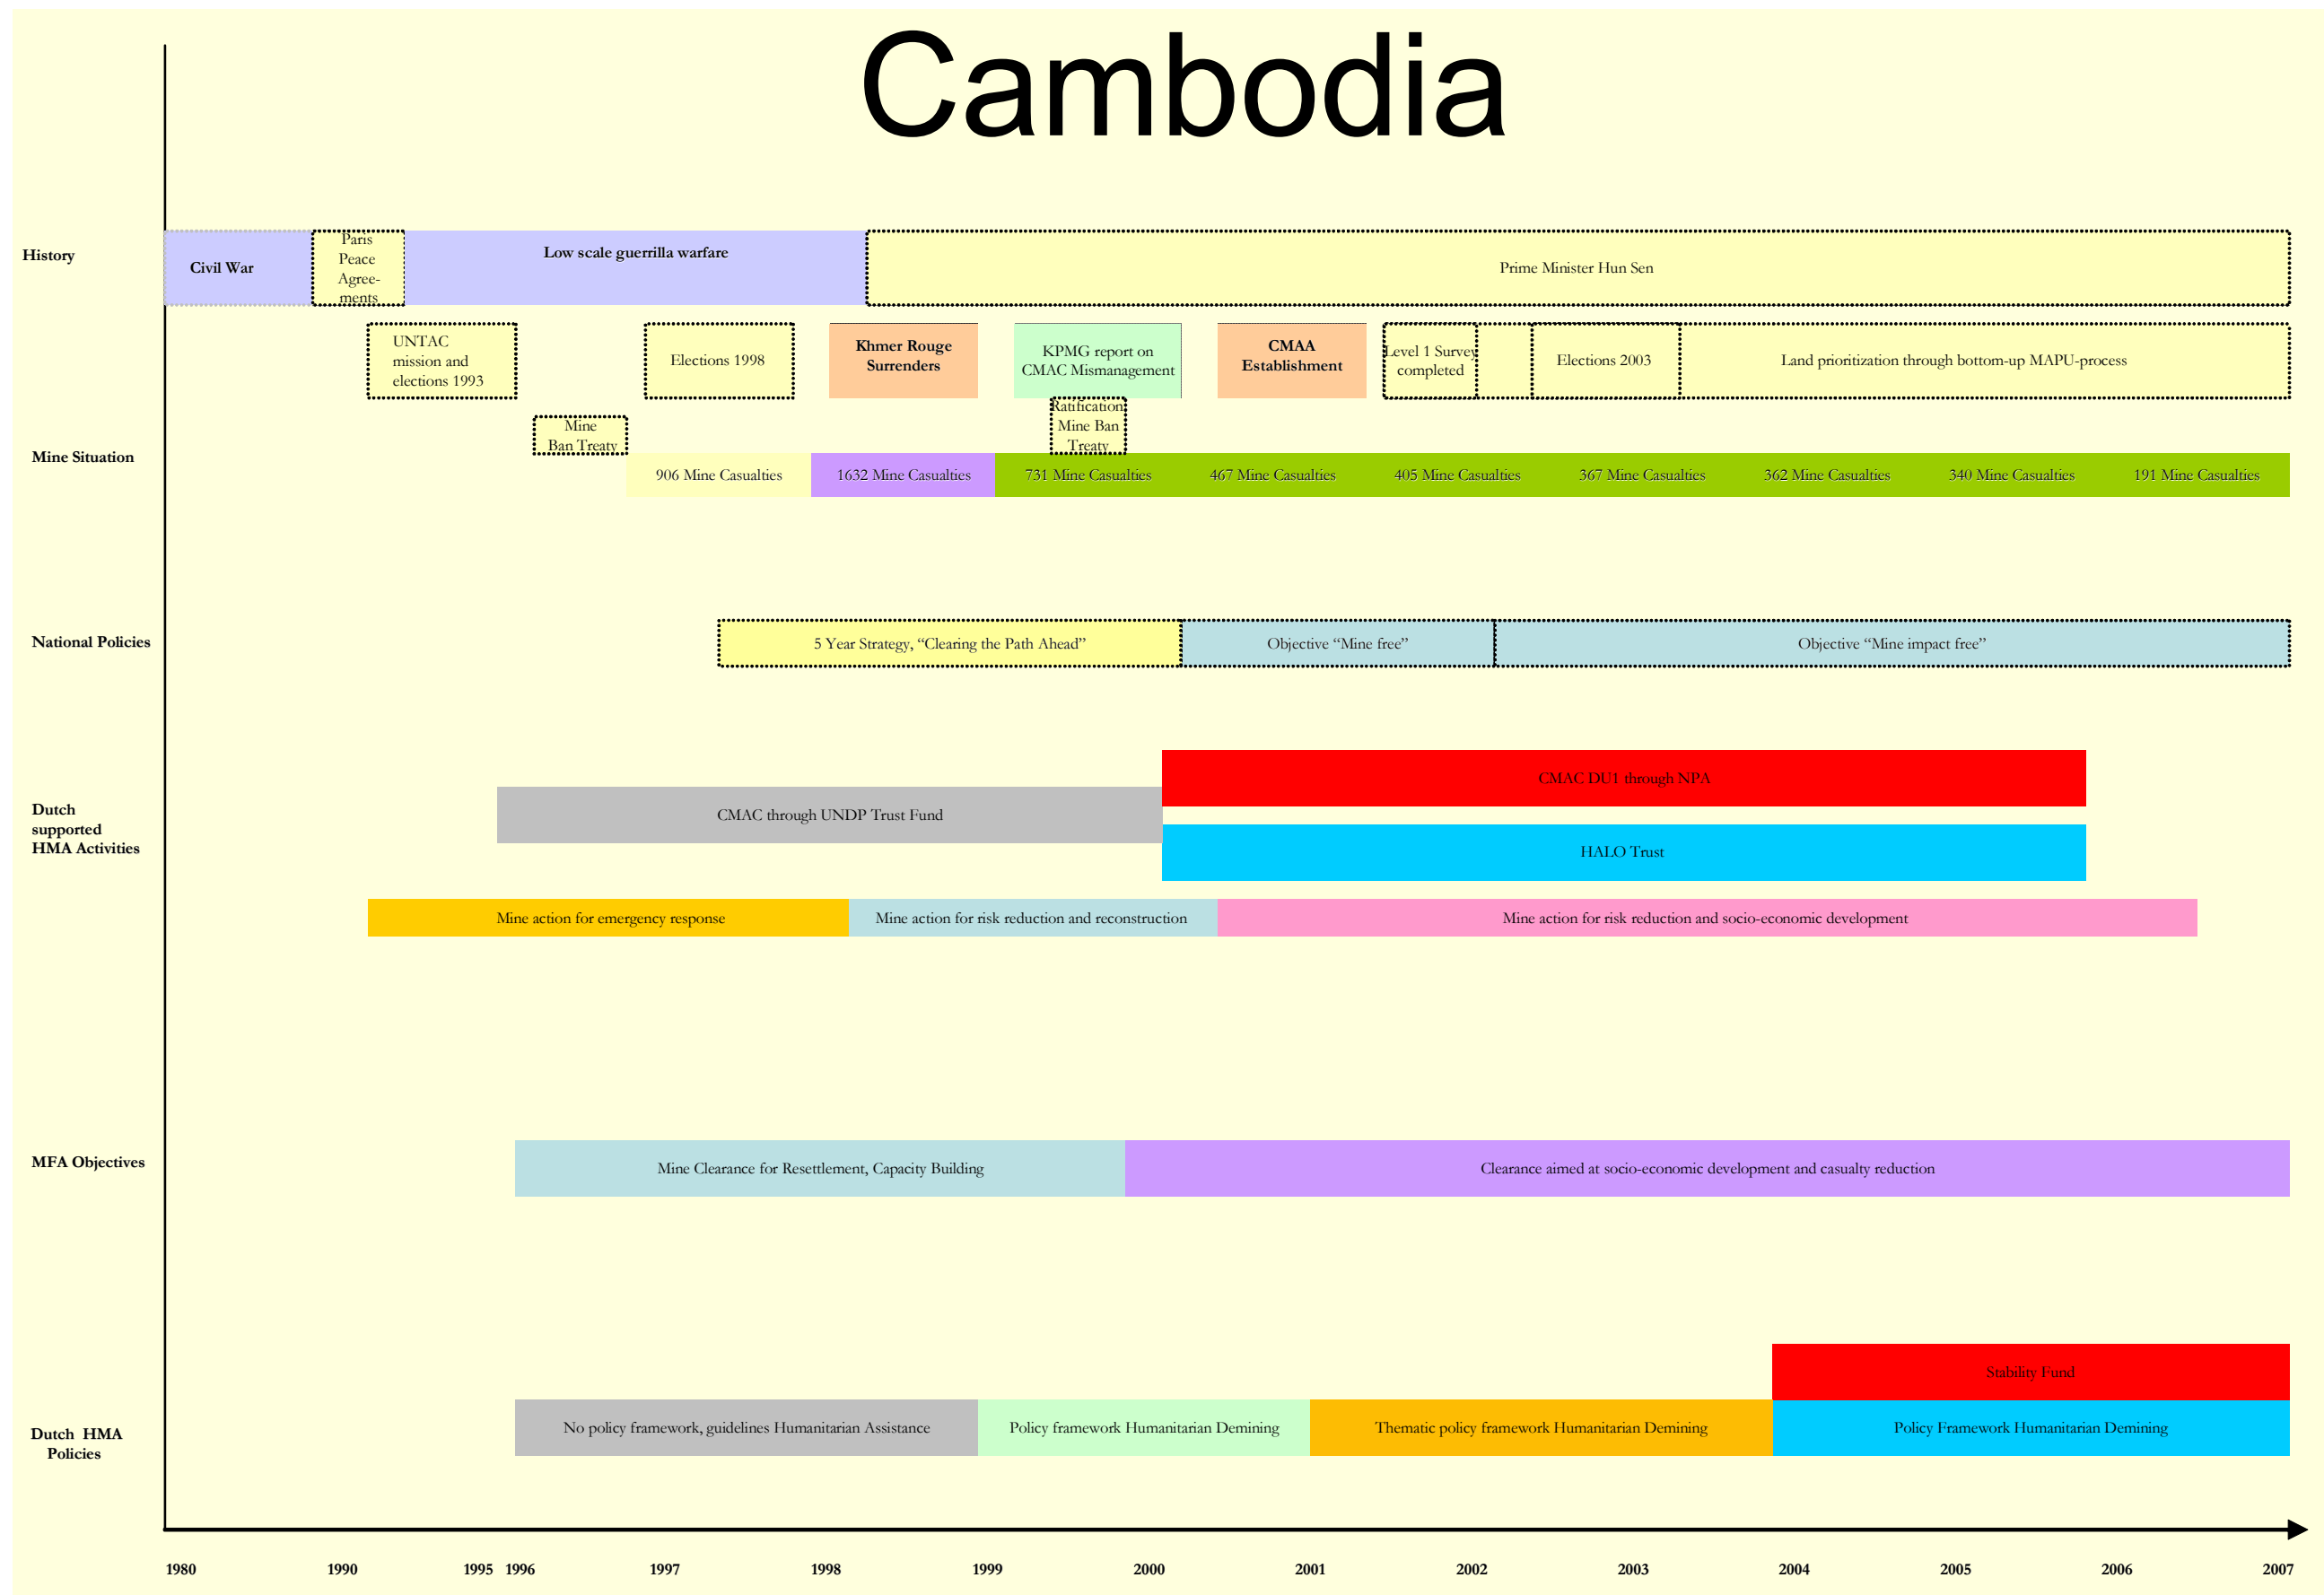 Cambodia
History
Civil War
Paris
Peace
Agree-
ments
Low scale guerrilla warfare
Prime Minister Hun Sen
UNTAC
mission and
elections 1993
Elections 1998
Khmer Rouge
Surrenders
KPMG report on
CMAC Mismanagement
CMAA
Establishment
Level 1 Survey
completed
Elections 2003
Land prioritization through bottom-up MAPU-process
Mine
Ban Treaty
Ratification
Mine Ban
Treaty
Mine Situation
906 Mine Casualties
1632 Mine Casualties
731 Mine Casualties
467 Mine Casualties
405 Mine Casualties
367 Mine Casualties
362 Mine Casualties
340 Mine Casualties
191 Mine Casualties
National Policies
5 Year Strategy, “Clearing the Path Ahead”
Objective “Mine free”
Objective “Mine impact free”
Dutch
supported
HMA Activities
CMAC through UNDP Trust Fund
CMAC DU1 through NPA
HALO Trust
Mine action for emergency response
Mine action for risk reduction and reconstruction
Mine action for risk reduction and socio-economic development
MFA Objectives
Mine Clearance for Resettlement, Capacity Building
Clearance aimed at socio-economic development and casualty reduction
Stability Fund
Dutch HMA
Policies
No policy framework, guidelines Humanitarian Assistance
Policy framework Humanitarian Demining
Thematic policy framework Humanitarian Demining
Policy Framework Humanitarian Demining
1980 1990 1995 1996 1997 1998 1999 2000 2001 2002 2003 2004 2005 2006 2007